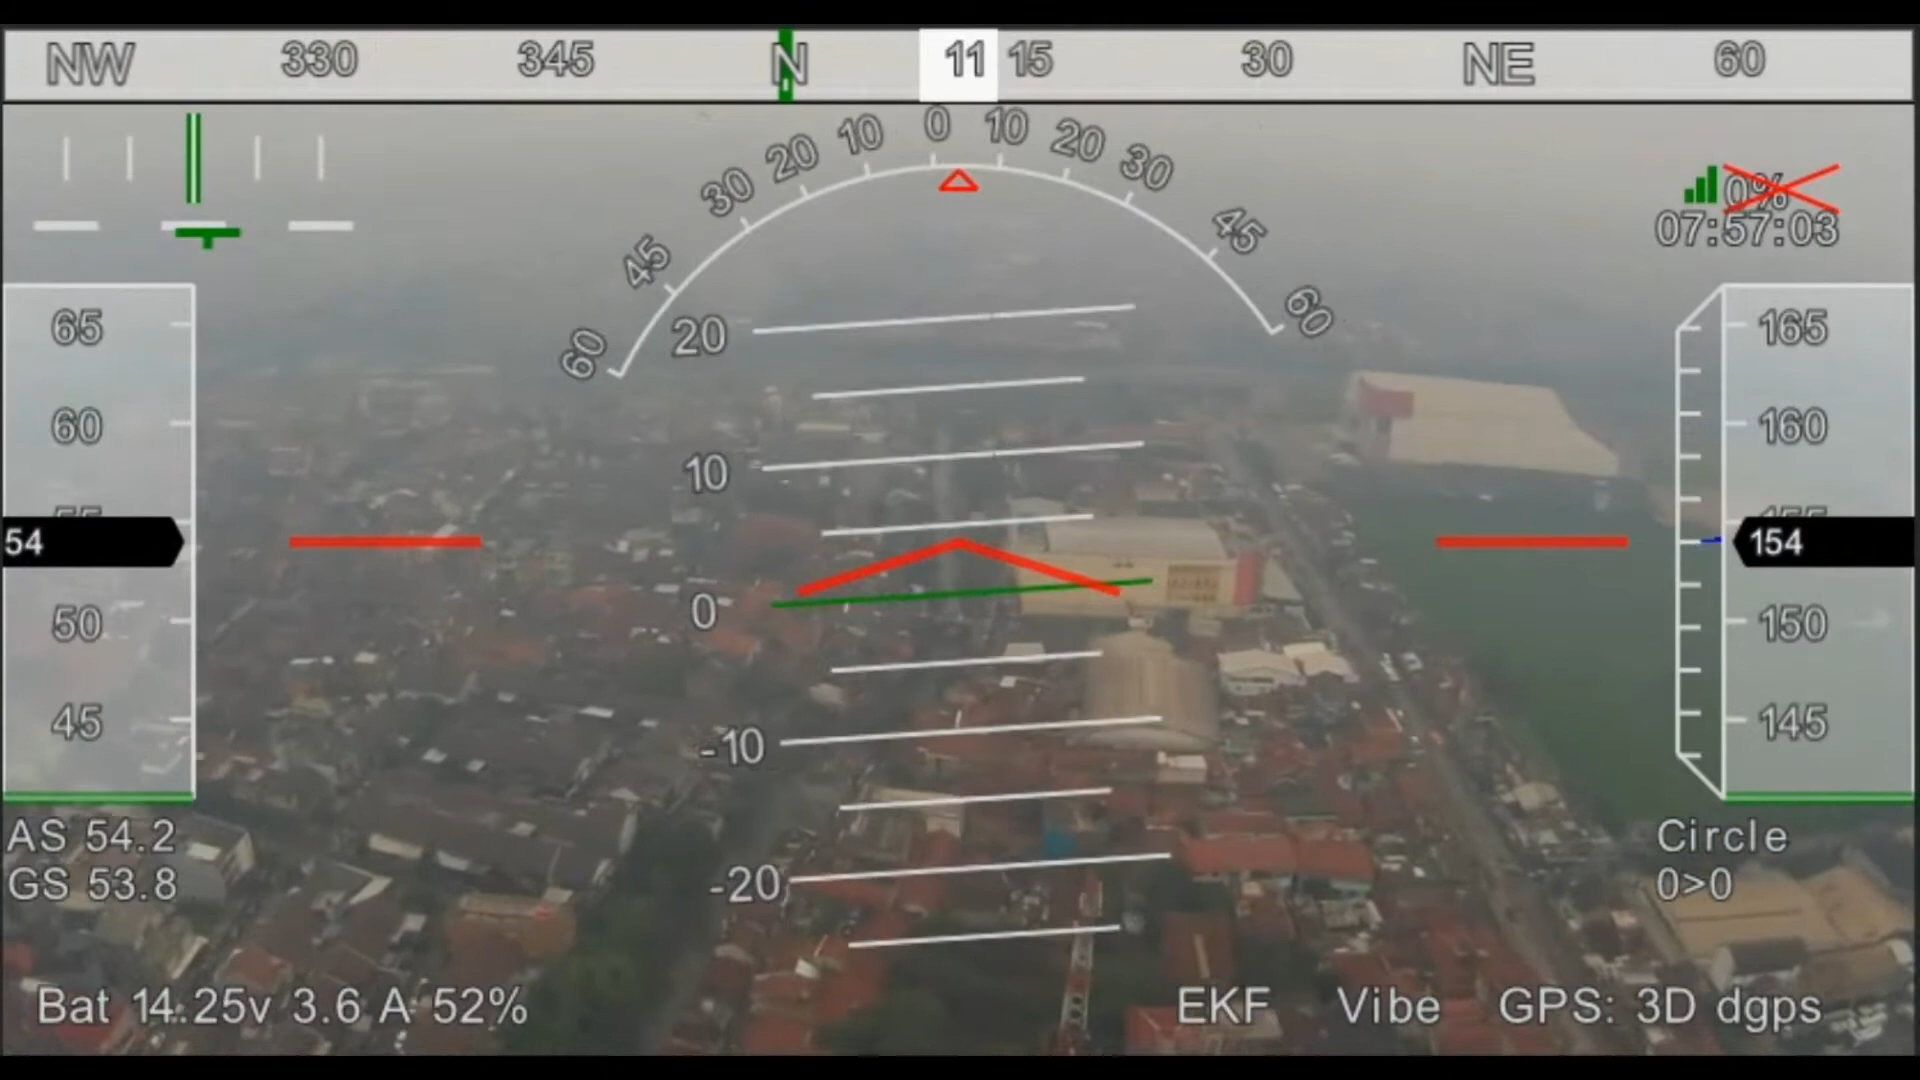 NW 330 345 N 11 15 30 NE 60
60 45 30 20 10 0 10 20 30 45 60
0%
07:57:03
65
60
55
54
50
45
20
10
0
-10
-20
165
160
155
154
150
145
AS 54.2
GS 53.8
Circle
0>0
Bat 14.25v 3.6 A 52%
EKF Vibe GPS: 3D dgps